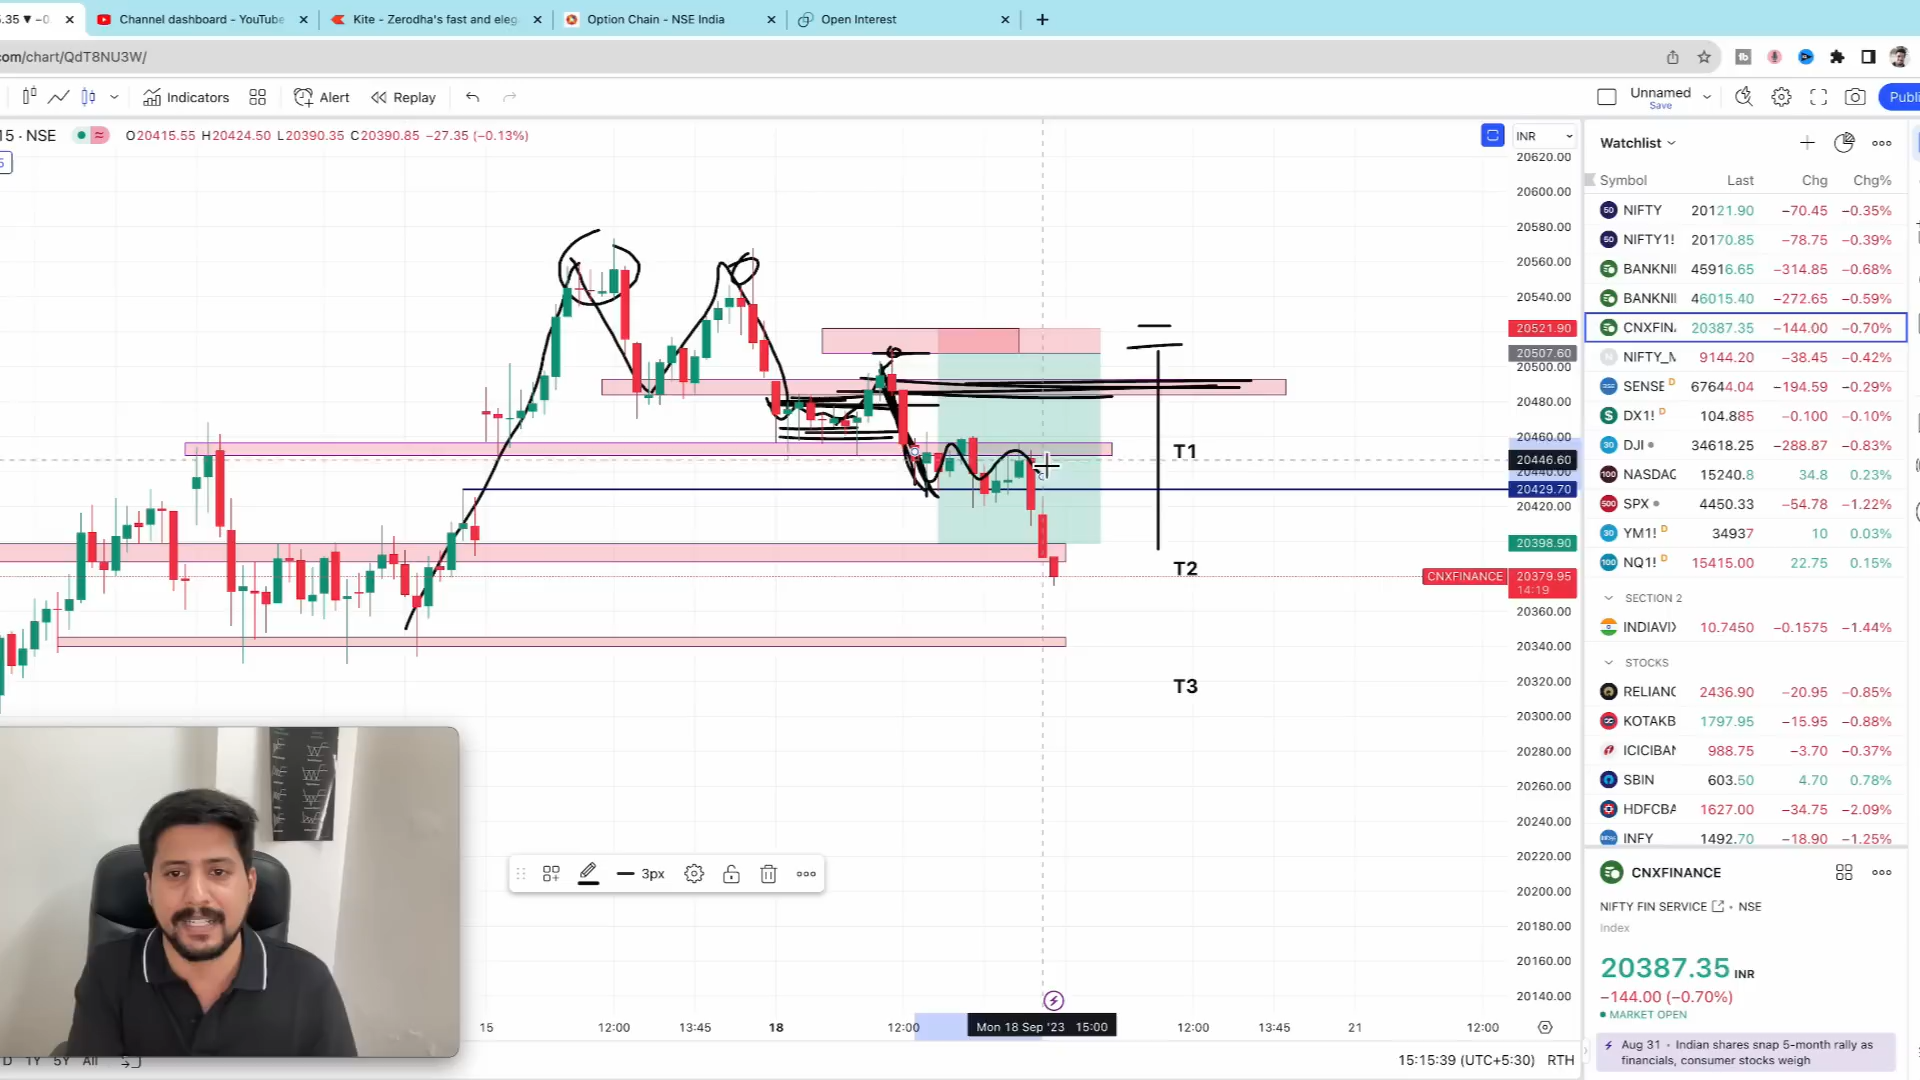 5.35 ▼ −0
Channel dashboard - YouTube
Kite - Zerodha's fast and eleg
Option Chain - NSE India
Open Interest
com/chart/QdT8NU3W/
Indicators
Alert
Replay
Unnamed
Save
Publi
15 · NSE
O20415.55 H20424.50 L20390.35 C20390.85 −27.35 (−0.13%)
INR
20620.00
20600.00
20580.00
20560.00
20540.00
20521.90
20507.60
20500.00
20480.00
20460.00
20446.60
20440.00
20429.70
20420.00
20398.90
CNXFINANCE 20379.95
14:19
20360.00
20340.00
20320.00
20300.00
20280.00
20260.00
20240.00
20220.00
20200.00
20180.00
20160.00
20140.00
T1
T2
T3
3px
15
12:00
13:45
18
12:00
Mon 18 Sep '23 15:00
12:00
13:45
21
12:00
D 1Y 5Y All
15:15:39 (UTC+5:30) RTH
Watchlist
Symbol Last Chg Chg%
NIFTY 20121.90 −70.45 −0.35%
NIFTY1! 20170.85 −78.75 −0.39%
BANKNI 45916.65 −314.85 −0.68%
BANKNI 46015.40 −272.65 −0.59%
CNXFIN 20387.35 −144.00 −0.70%
NIFTY_M 9144.20 −38.45 −0.42%
SENSE D 67644.04 −194.59 −0.29%
DX1! D 104.885 −0.100 −0.10%
DJI 34618.25 −288.87 −0.83%
NASDAC 15240.8 34.8 0.23%
SPX 4450.33 −54.78 −1.22%
YM1! D 34937 10 0.03%
NQ1! D 15415.00 22.75 0.15%
SECTION 2
INDIAVIX 10.7450 −0.1575 −1.44%
STOCKS
RELIANC 2436.90 −20.95 −0.85%
KOTAKB 1797.95 −15.95 −0.88%
ICICIBAN 988.75 −3.70 −0.37%
SBIN 603.50 4.70 0.78%
HDFCBA 1627.00 −34.75 −2.09%
INFY 1492.70 −18.90 −1.25%
CNXFINANCE
NIFTY FIN SERVICE · NSE
Index
20387.35 INR
−144.00 (−0.70%)
MARKET OPEN
Aug 31 · Indian shares snap 5-month rally as
financials, consumer stocks weigh